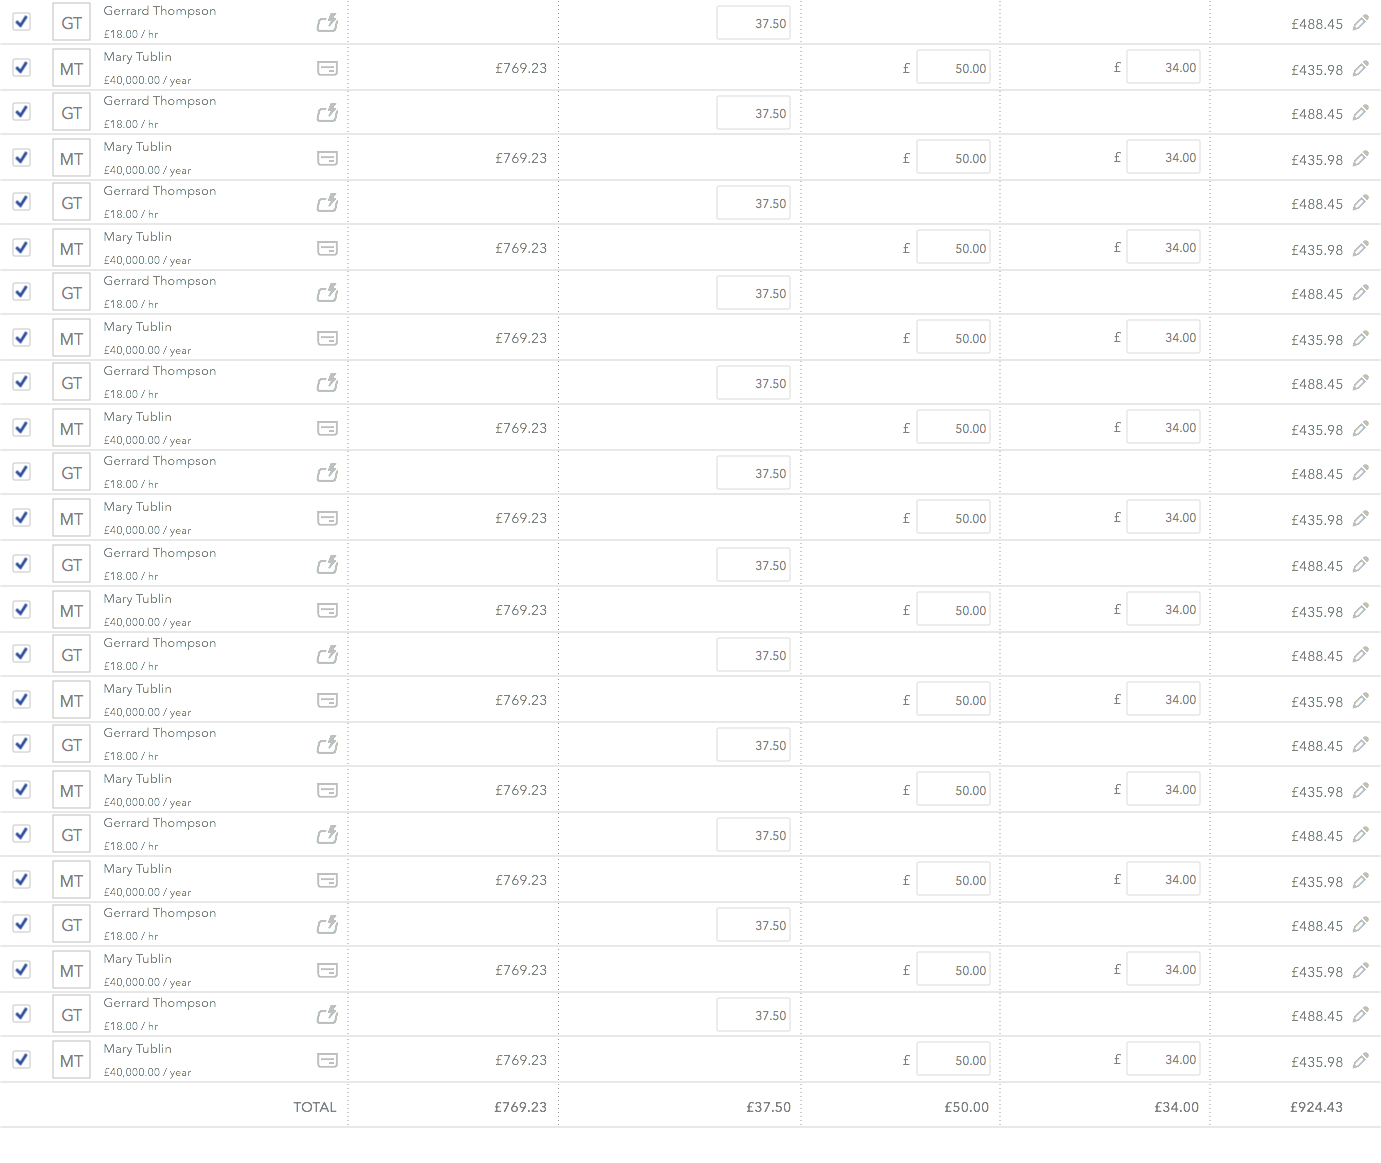 GT Gerrard Thompson 37.50 £488.45
£18.00 / hr
MT Mary Tublin £769.23 £ 50.00 £ 34.00 £435.98
£40,000.00 / year
GT Gerrard Thompson 37.50 £488.45
£18.00 / hr
MT Mary Tublin £769.23 £ 50.00 £ 34.00 £435.98
£40,000.00 / year
GT Gerrard Thompson 37.50 £488.45
£18.00 / hr
MT Mary Tublin £769.23 £ 50.00 £ 34.00 £435.98
£40,000.00 / year
GT Gerrard Thompson 37.50 £488.45
£18.00 / hr
MT Mary Tublin £769.23 £ 50.00 £ 34.00 £435.98
£40,000.00 / year
GT Gerrard Thompson 37.50 £488.45
£18.00 / hr
MT Mary Tublin £769.23 £ 50.00 £ 34.00 £435.98
£40,000.00 / year
GT Gerrard Thompson 37.50 £488.45
£18.00 / hr
MT Mary Tublin £769.23 £ 50.00 £ 34.00 £435.98
£40,000.00 / year
GT Gerrard Thompson 37.50 £488.45
£18.00 / hr
MT Mary Tublin £769.23 £ 50.00 £ 34.00 £435.98
£40,000.00 / year
GT Gerrard Thompson 37.50 £488.45
£18.00 / hr
MT Mary Tublin £769.23 £ 50.00 £ 34.00 £435.98
£40,000.00 / year
GT Gerrard Thompson 37.50 £488.45
£18.00 / hr
MT Mary Tublin £769.23 £ 50.00 £ 34.00 £435.98
£40,000.00 / year
GT Gerrard Thompson 37.50 £488.45
£18.00 / hr
MT Mary Tublin £769.23 £ 50.00 £ 34.00 £435.98
£40,000.00 / year
GT Gerrard Thompson 37.50 £488.45
£18.00 / hr
MT Mary Tublin £769.23 £ 50.00 £ 34.00 £435.98
£40,000.00 / year
GT Gerrard Thompson 37.50 £488.45
£18.00 / hr
MT Mary Tublin £769.23 £ 50.00 £ 34.00 £435.98
£40,000.00 / year
TOTAL £769.23 £37.50 £50.00 £34.00 £924.43